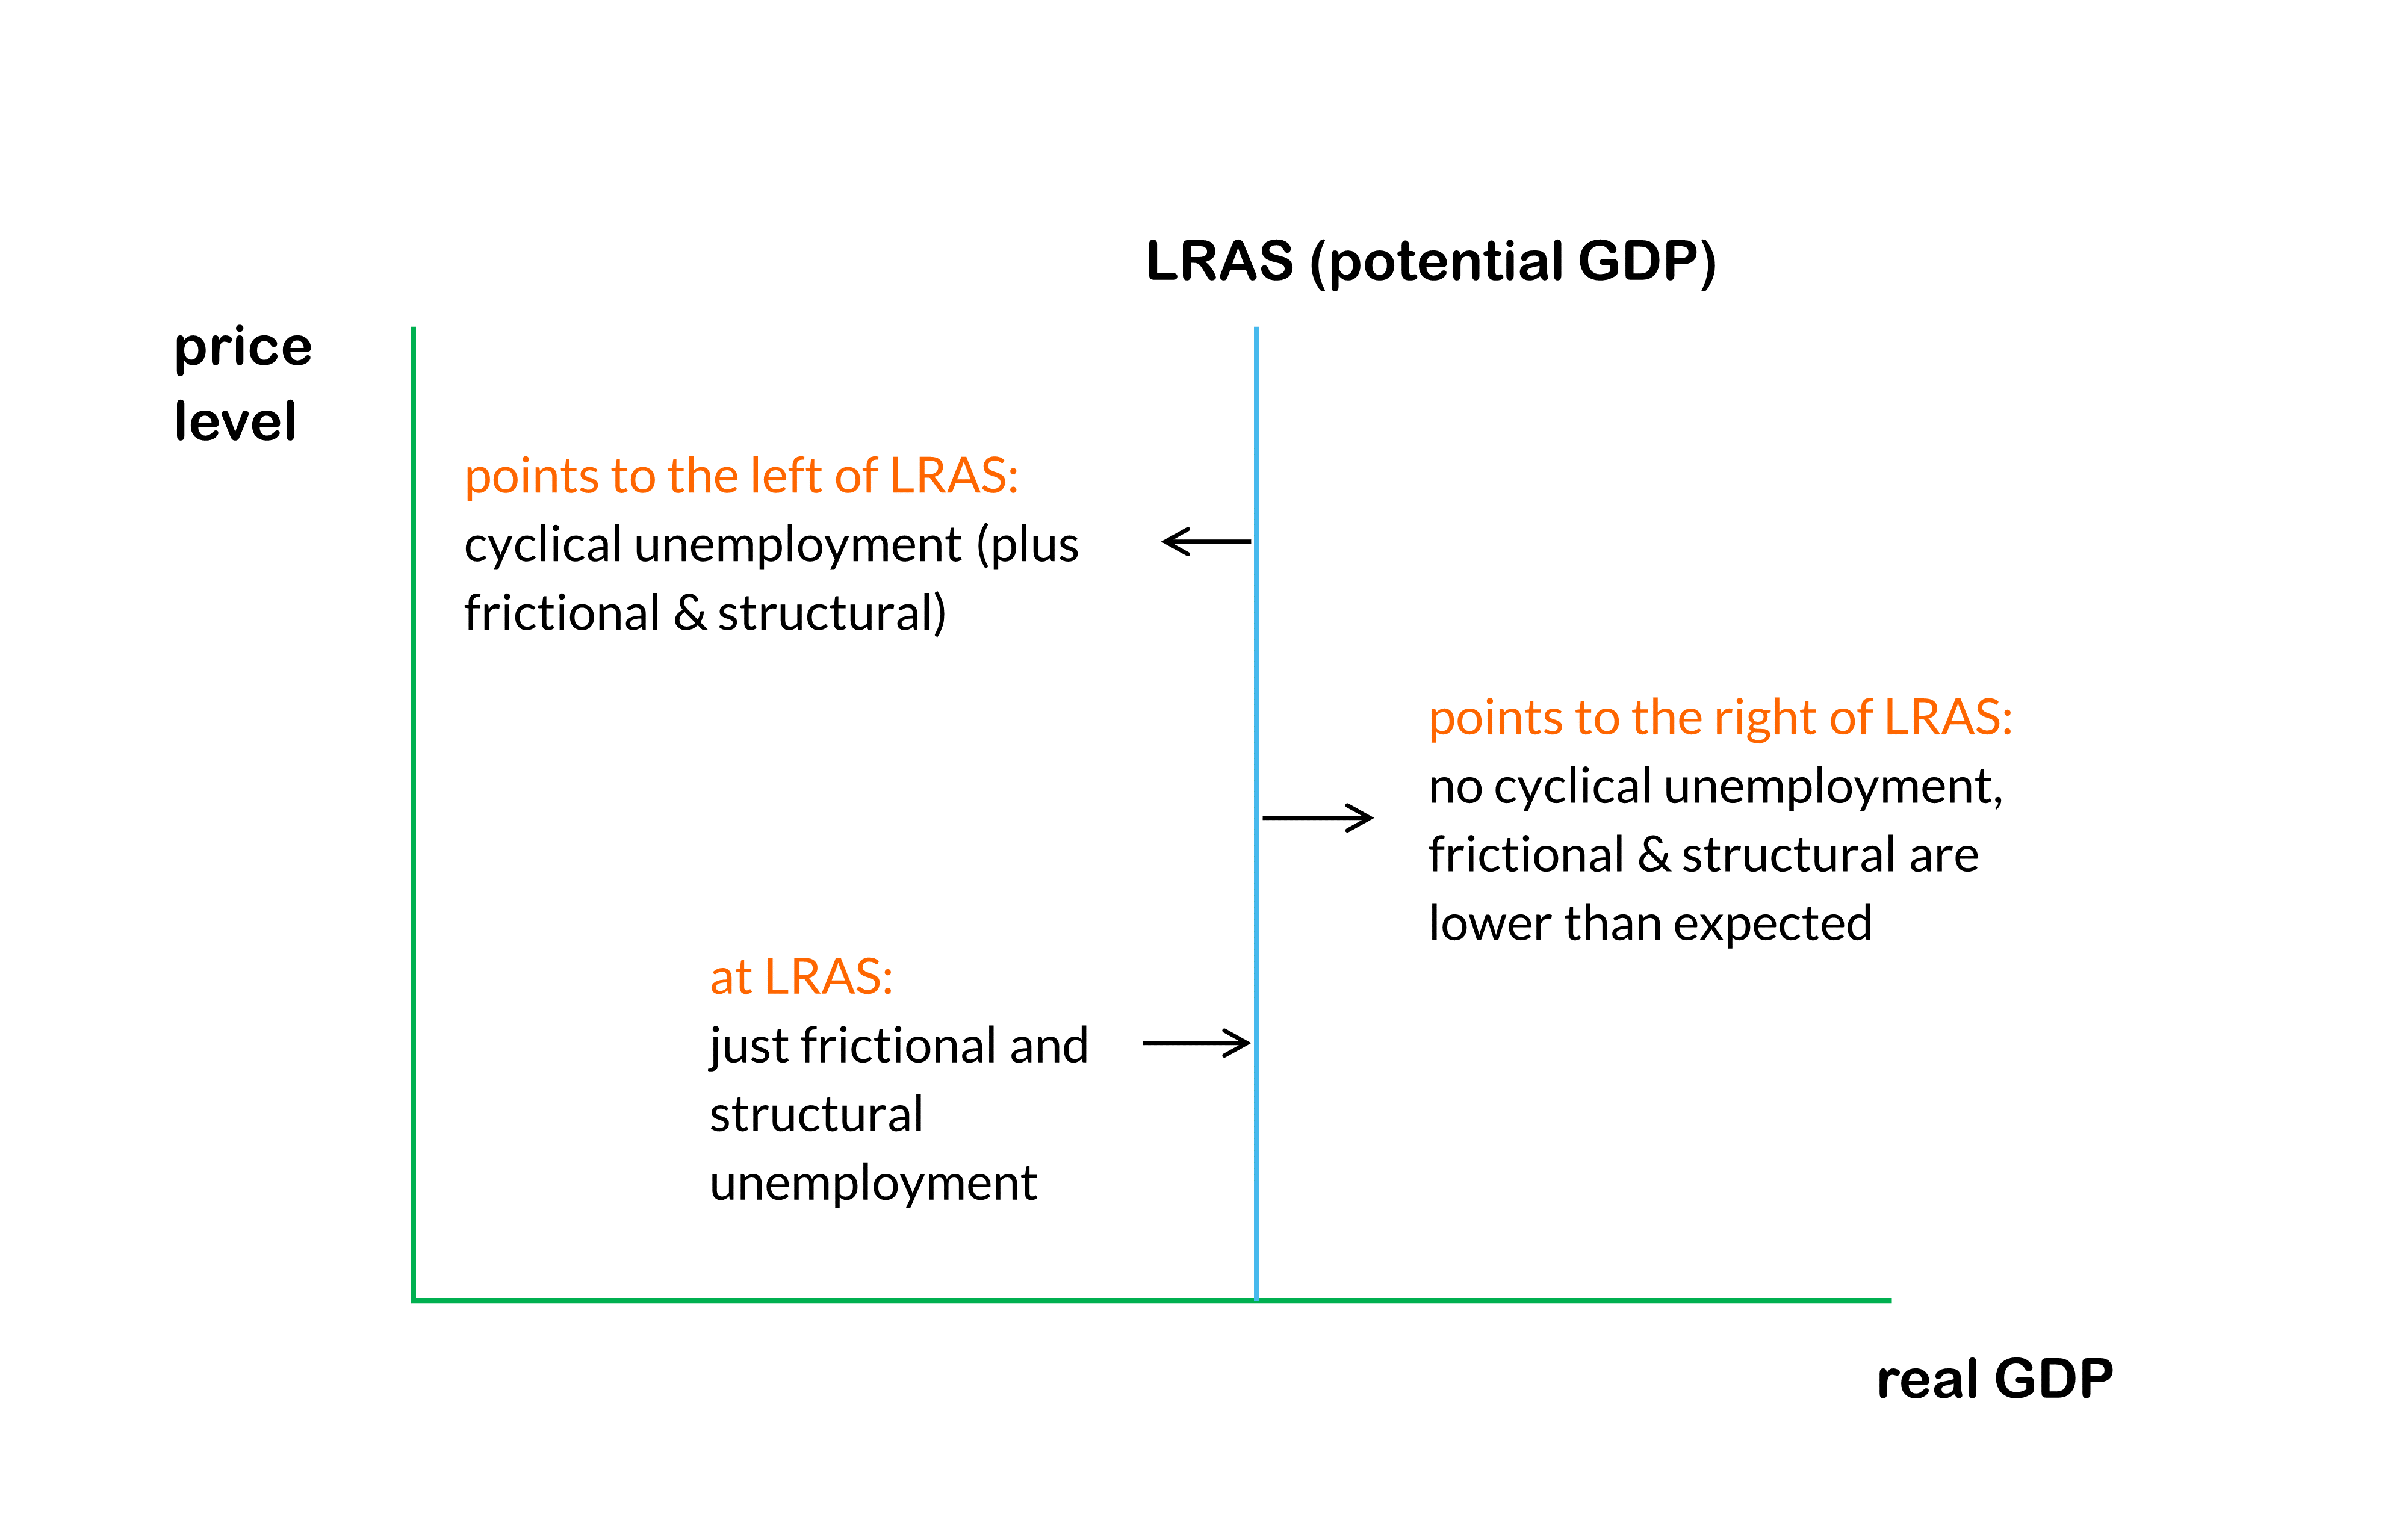 LRAS (potential GDP)
price
level
points to the left of LRAS:
cyclical unemployment (plus
frictional & structural)
points to the right of LRAS:
no cyclical unemployment,
frictional & structural are
lower than expected
at LRAS:
just frictional and
structural
unemployment
real GDP